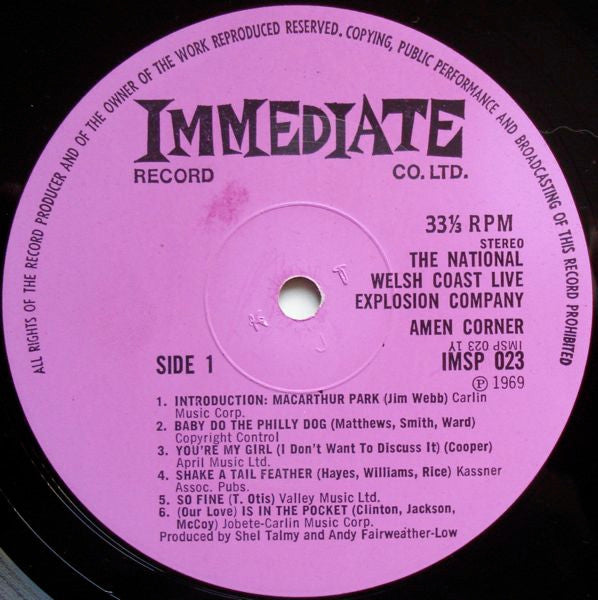 ALL RIGHTS OF THE RECORD PRODUCER AND OF THE OWNER OF THE WORK REPRODUCED RESERVED. COPYING, PUBLIC PERFORMANCE AND BROADCASTING OF THIS RECORD PROHIBITED
IMMEDIATE
RECORD CO. LTD.
33⅓ RPM
STEREO
THE NATIONAL
WELSH COAST LIVE
EXPLOSION COMPANY
AMEN CORNER
IMSP 023 1Y
SIDE 1 IMSP 023
℗ 1969
1. INTRODUCTION: MACARTHUR PARK (Jim Webb) Carlin
Music Corp.
2. BABY DO THE PHILLY DOG (Matthews, Smith, Ward)
Copyright Control
3. YOU'RE MY GIRL (I Don't Want To Discuss It) (Cooper)
April Music Ltd.
4. SHAKE A TAIL FEATHER (Hayes, Williams, Rice) Kassner
Assoc. Pubs.
5. SO FINE (T. Otis) Valley Music Ltd.
6. (Our Love) IS IN THE POCKET (Clinton, Jackson,
McCoy) Jobete-Carlin Music Corp.
Produced by Shel Talmy and Andy Fairweather-Low